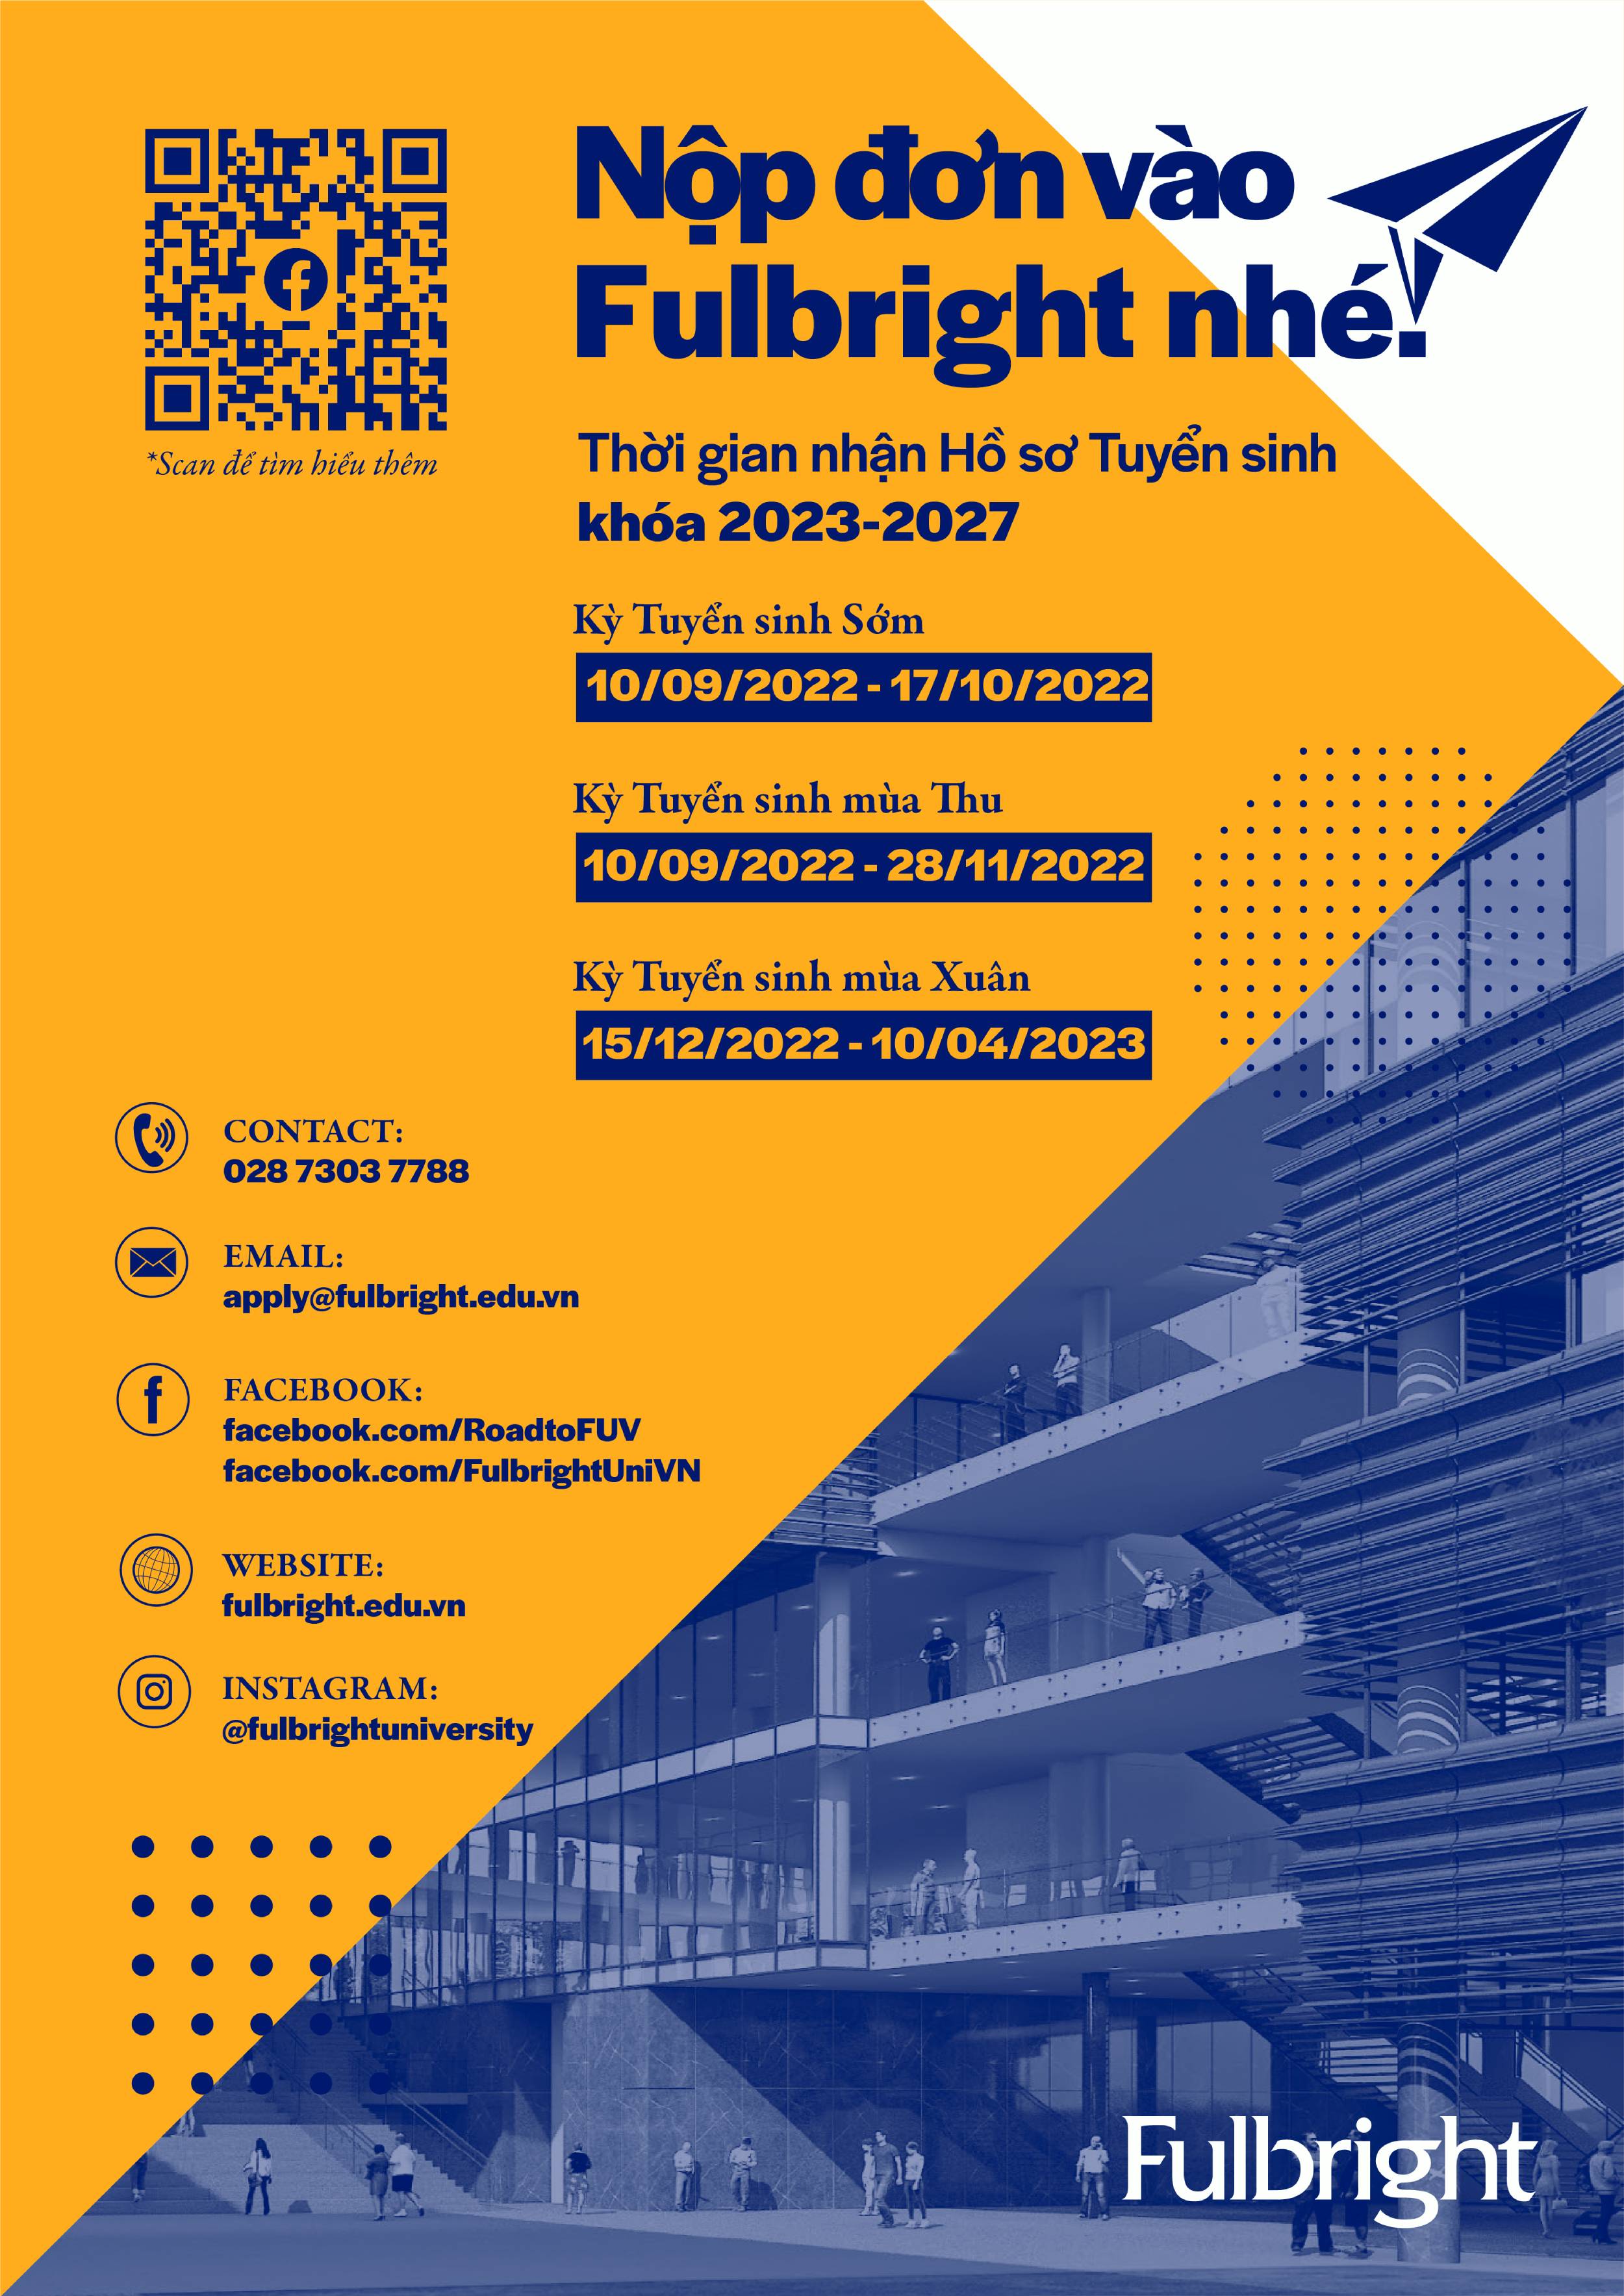 Nộp đơn vào
Fulbright nhé!
*Scan để tìm hiểu thêm
Thời gian nhận Hồ sơ Tuyển sinh
khóa 2023-2027
Kỳ Tuyển sinh Sớm
10/09/2022 - 17/10/2022
Kỳ Tuyển sinh mùa Thu
10/09/2022 - 28/11/2022
Kỳ Tuyển sinh mùa Xuân
15/12/2022 - 10/04/2023
CONTACT:
028 7303 7788
EMAIL:
apply@fulbright.edu.vn
FACEBOOK:
facebook.com/RoadtoFUV
facebook.com/FulbrightUniVN
WEBSITE:
fulbright.edu.vn
INSTAGRAM:
@fulbrightuniversity
Fulbright